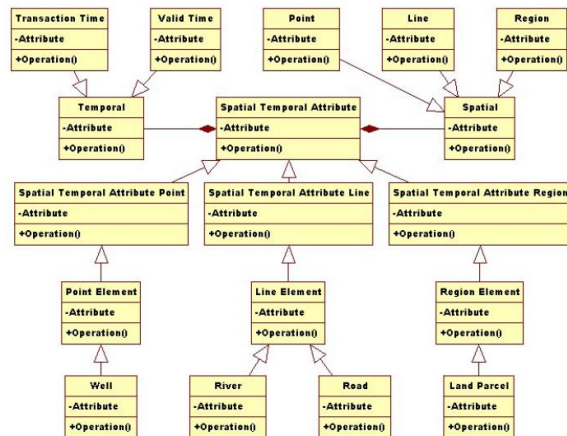 Transaction Time
-Attribute
+Operation()
Valid Time
-Attribute
+Operation()
Point
-Attribute
+Operation()
Line
-Attribute
+Operation()
Region
-Attribute
+Operation()
Temporal
-Attribute
+Operation()
Spatial Temporal Attribute
-Attribute
+Operation()
Spatial
-Attribute
+Operation()
Spatial Temporal Attribute Point
-Attribute
+Operation()
Spatial Temporal Attribute Line
-Attribute
+Operation()
Spatial Temporal Attribute Region
-Attribute
+Operation()
Point Element
-Attribute
+Operation()
Line Element
-Attribute
+Operation()
Region Element
-Attribute
+Operation()
Well
-Attribute
+Operation()
River
-Attribute
+Operation()
Road
-Attribute
+Operation()
Land Parcel
-Attribute
+Operation()